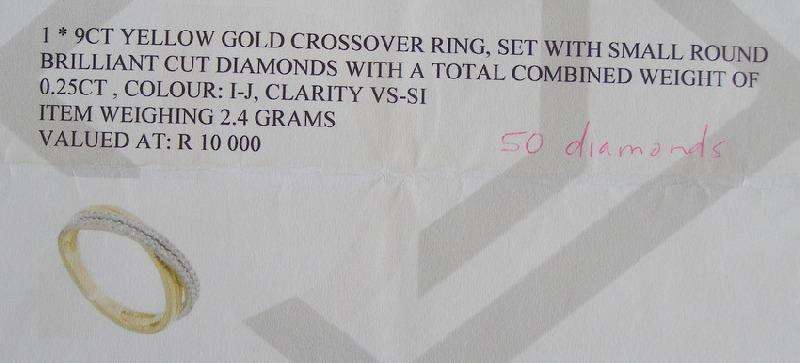 1 * 9CT YELLOW GOLD CROSSOVER RING, SET WITH SMALL ROUND
BRILLIANT CUT DIAMONDS WITH A TOTAL COMBINED WEIGHT OF
0.25CT , COLOUR: I-J, CLARITY VS-SI
ITEM WEIGHING 2.4 GRAMS
VALUED AT: R 10 000
50 diamonds